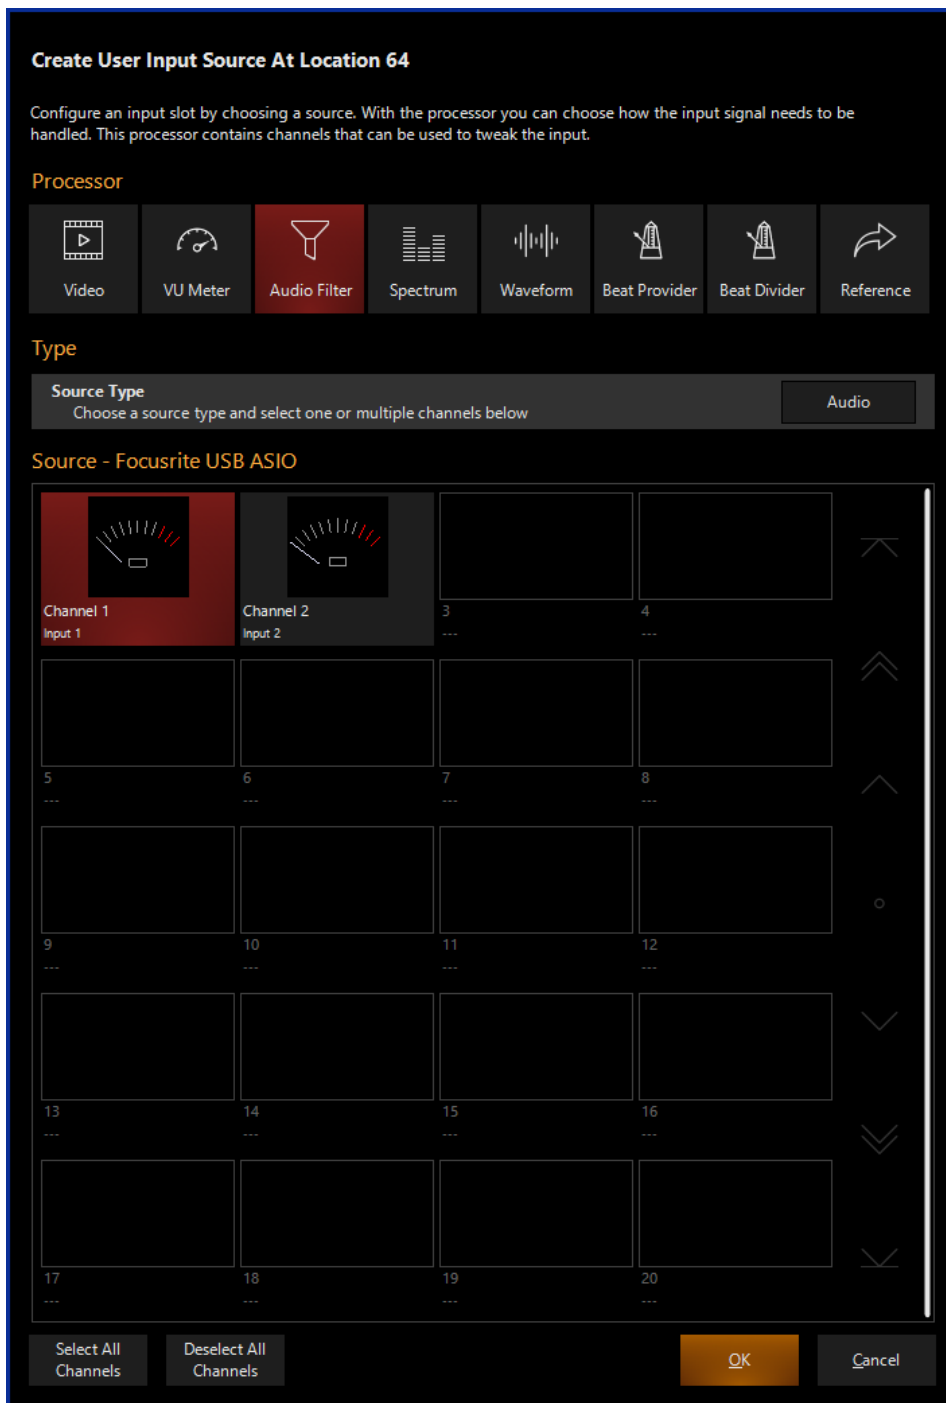 Create User Input Source At Location 64
Configure an input slot by choosing a source. With the processor you can choose how the input signal needs to be
handled. This processor contains channels that can be used to tweak the input.
Processor
Video VU Meter Audio Filter Spectrum Waveform Beat Provider Beat Divider Reference
Type
Source Type
Choose a source type and select one or multiple channels below
Audio
Source - Focusrite USB ASIO
Channel 1 Channel 2 3 4
Input 1 Input 2 --- ---
5 6 7 8
--- --- --- ---
9 10 11 12
--- --- --- ---
13 14 15 16
--- --- --- ---
17 18 19 20
--- --- --- ---
Select All
Channels
Deselect All
Channels
OK
Cancel